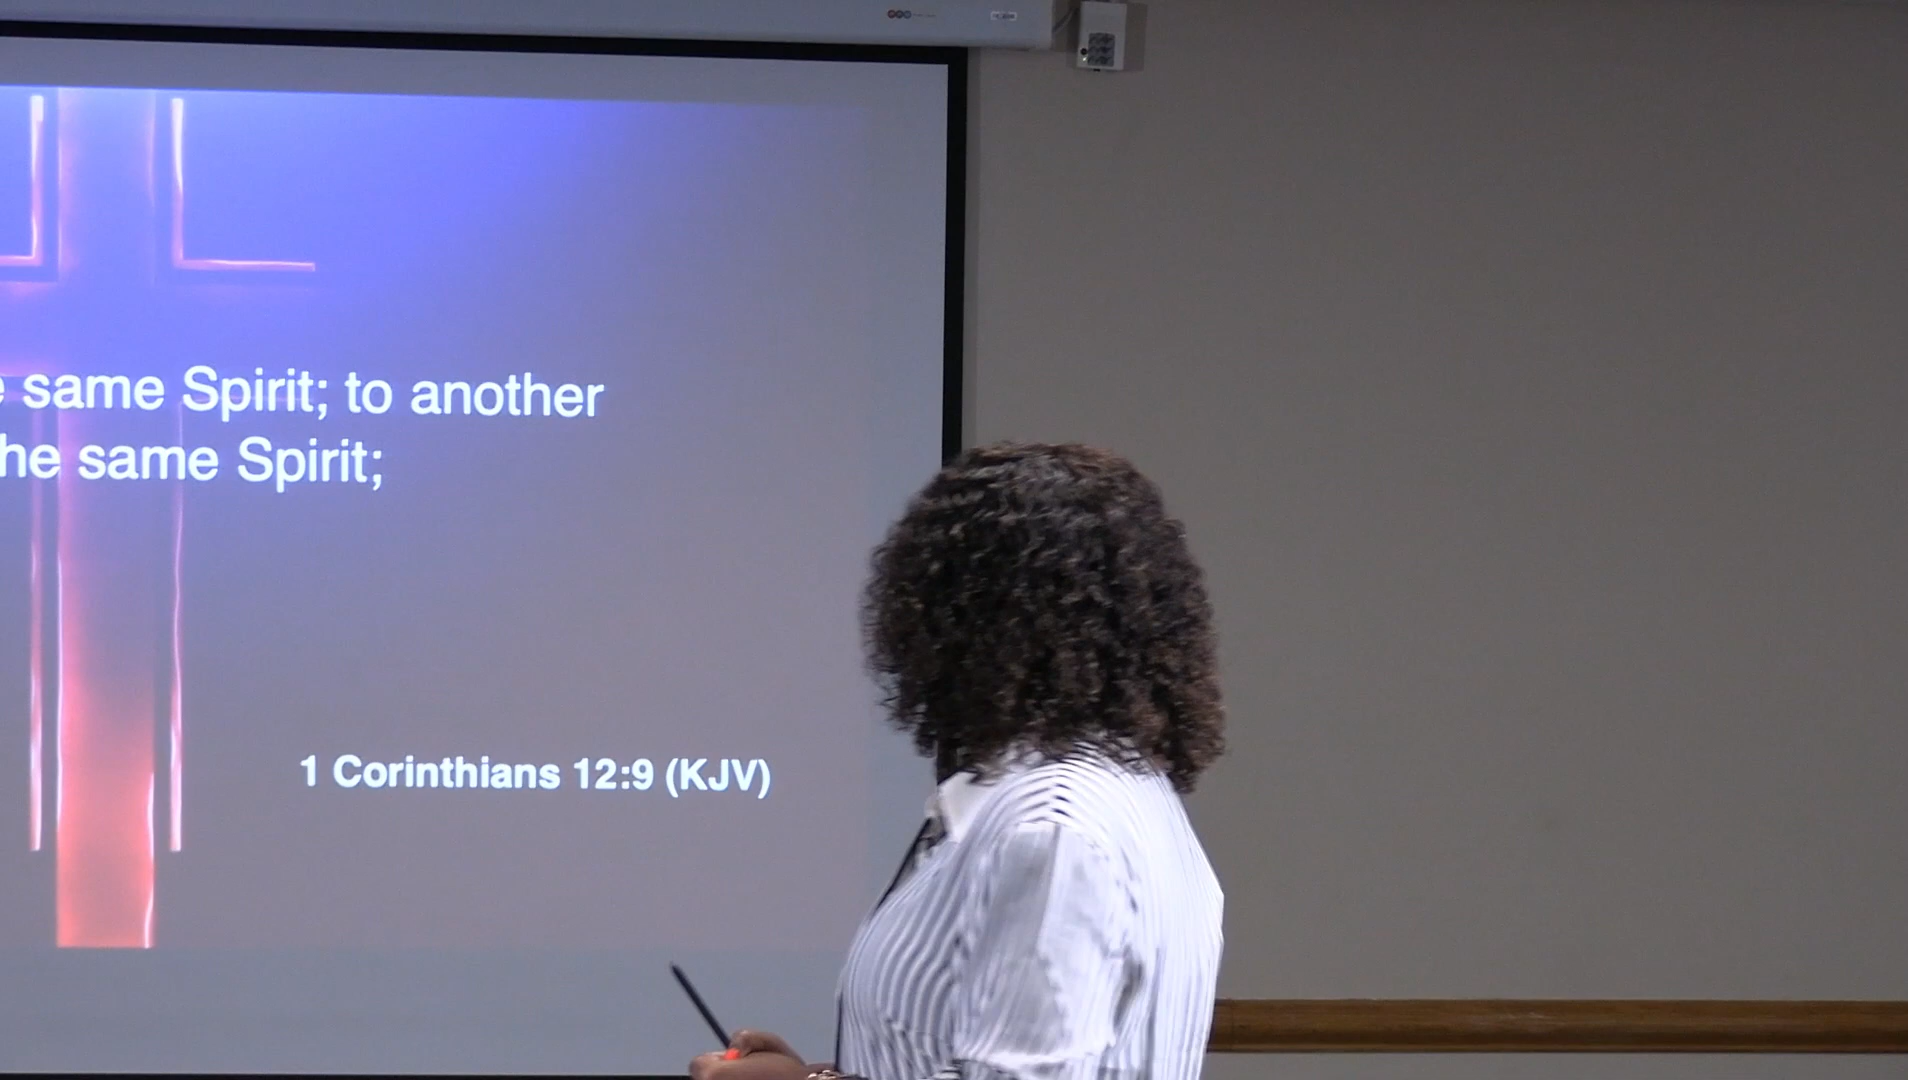 same Spirit; to another
he same Spirit;
1 Corinthians 12:9 (KJV)